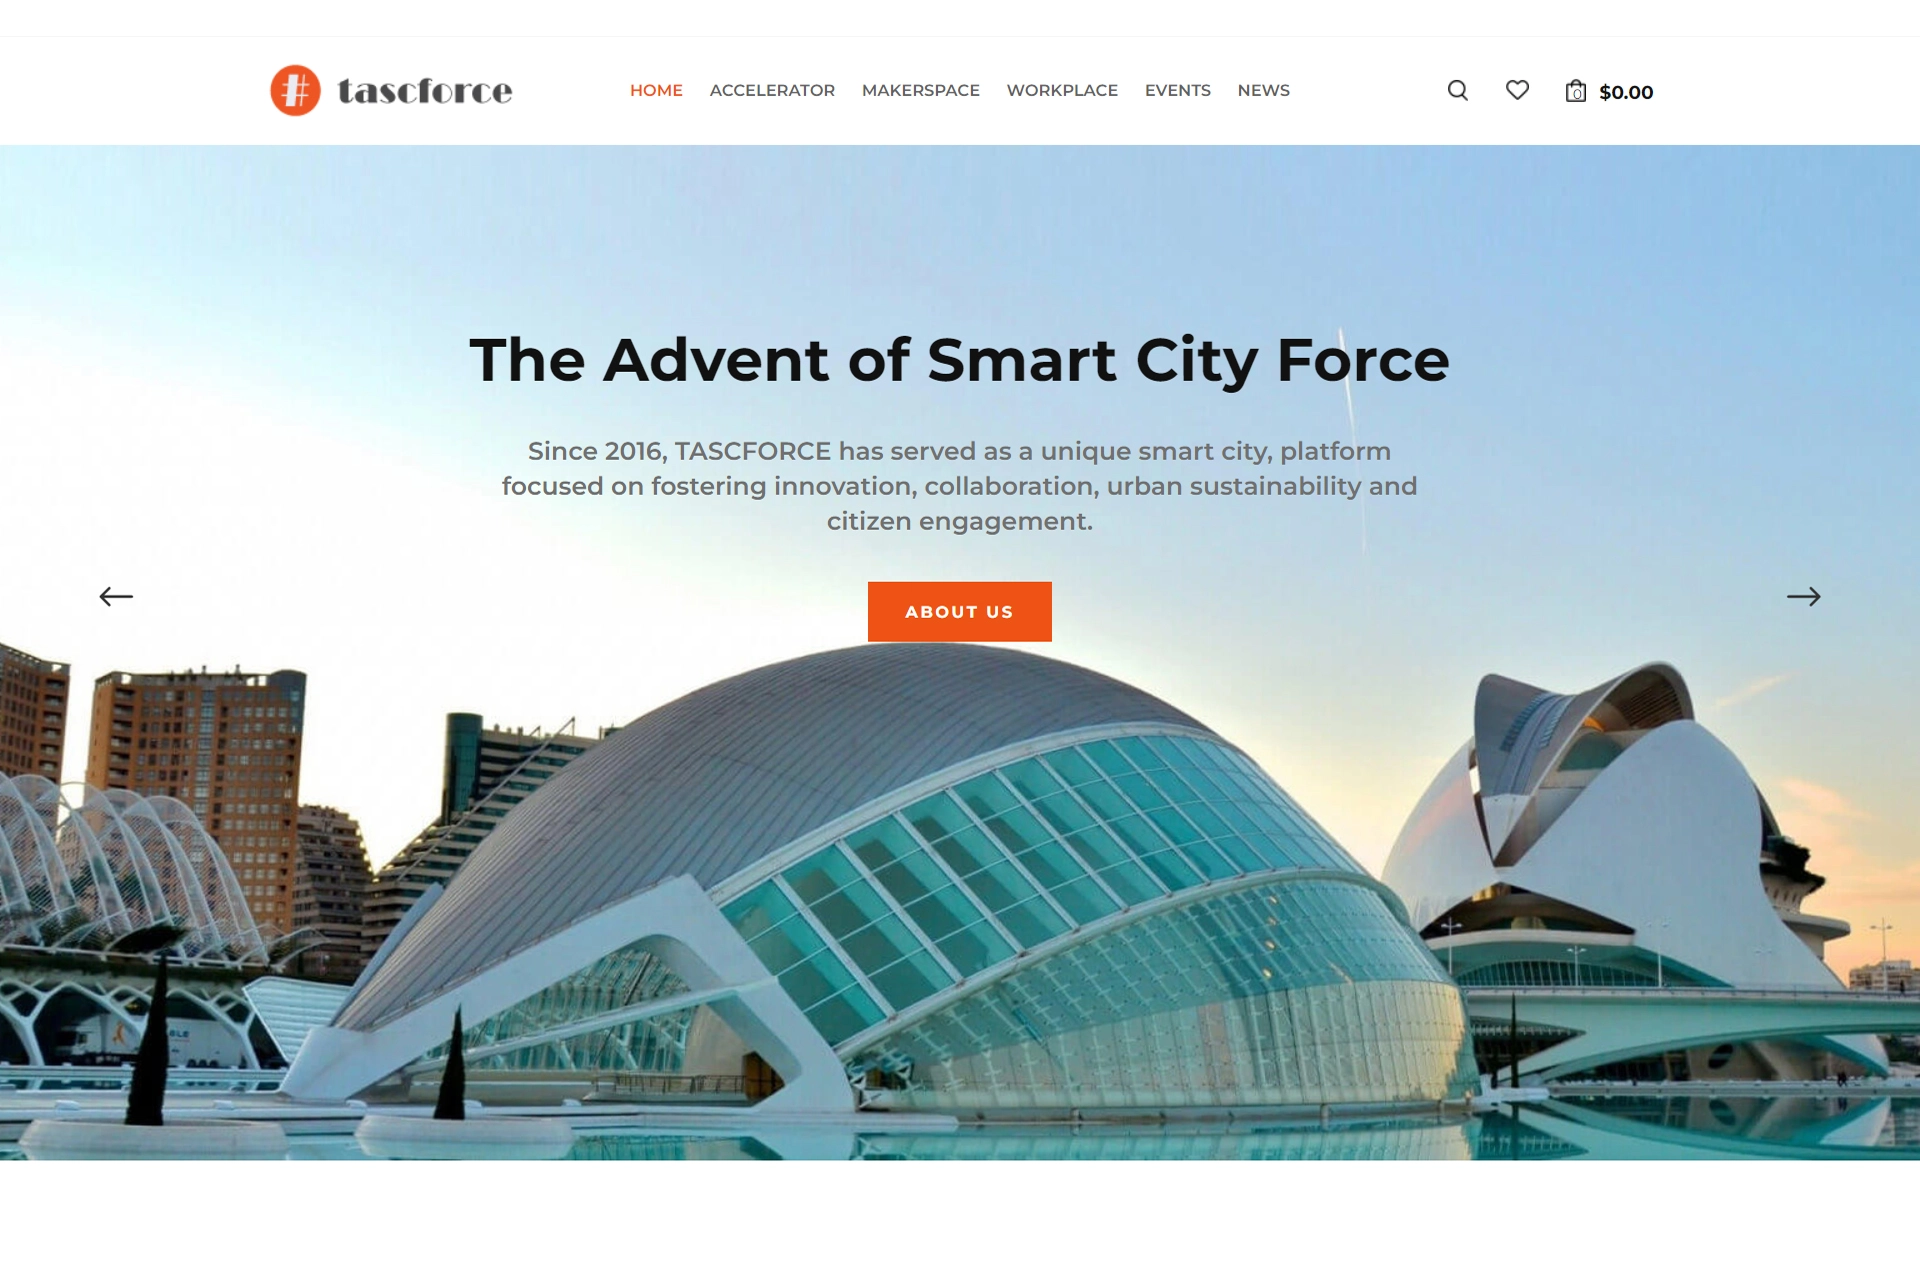 tascforce
HOME ACCELERATOR MAKERSPACE WORKPLACE EVENTS NEWS
0 $0.00
The Advent of Smart City Force
Since 2016, TASCFORCE has served as a unique smart city, platform
focused on fostering innovation, collaboration, urban sustainability and
citizen engagement.
ABOUT US